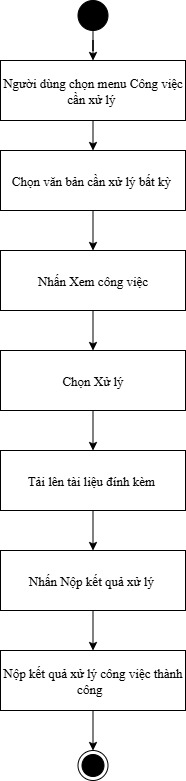 Người dùng chọn menu Công việc
cần xử lý
Chọn văn bản cần xử lý bất kỳ
Nhấn Xem công việc
Chọn Xử lý
Tải lên tài liệu đính kèm
Nhấn Nộp kết quả xử lý
Nộp kết quả xử lý công việc thành
công